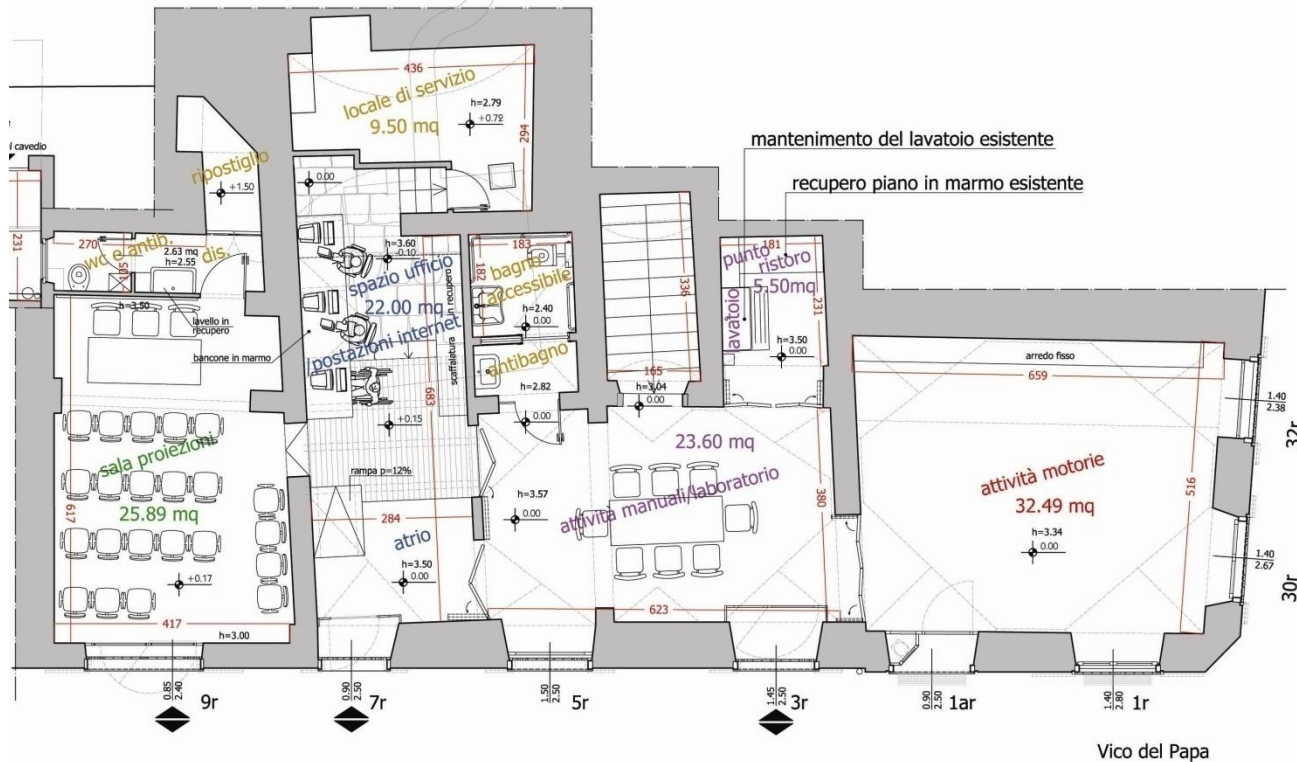 436
locale di servizio
9.50 mq
h=2.79
+0.72
294
mantenimento del lavatoio esistente
recupero piano in marmo esistente
l cavedio
ripostiglio
+1.50
0.00
231
270
wc e antib.
2.63 mq
h=2.55
105
dis.
h=3.50
lavello in
recupero
bancone in marmo
h=3.60
-0.10
spazio ufficio
22.00 mq
/postazioni internet
scaffalatura in recupero
683
+0.15
rampa p=12%
183
182
bagno
accessibile
h=2.40
0.00
antibagno
h=2.82
0.00
336
165
h=3.04
0.00
181
punto
ristoro
5.50mq
lavatoio
231
h=3.50
0.00
arredo fisso
659
1.40
2.38
32r
sala proiezioni
25.89 mq
617
+0.17
417
h=3.00
284
atrio
h=3.50
0.00
h=3.57
0.00
23.60 mq
attività manuali/laboratorio
380
623
attività motorie
32.49 mq
h=3.34
0.00
516
1.40
2.67
30r
0.85
2.40
9r
0.90
2.50
7r
1.50
2.50
5r
1.45
2.50
3r
0.90
2.50
1ar
1.40
2.80
1r
Vico del Papa